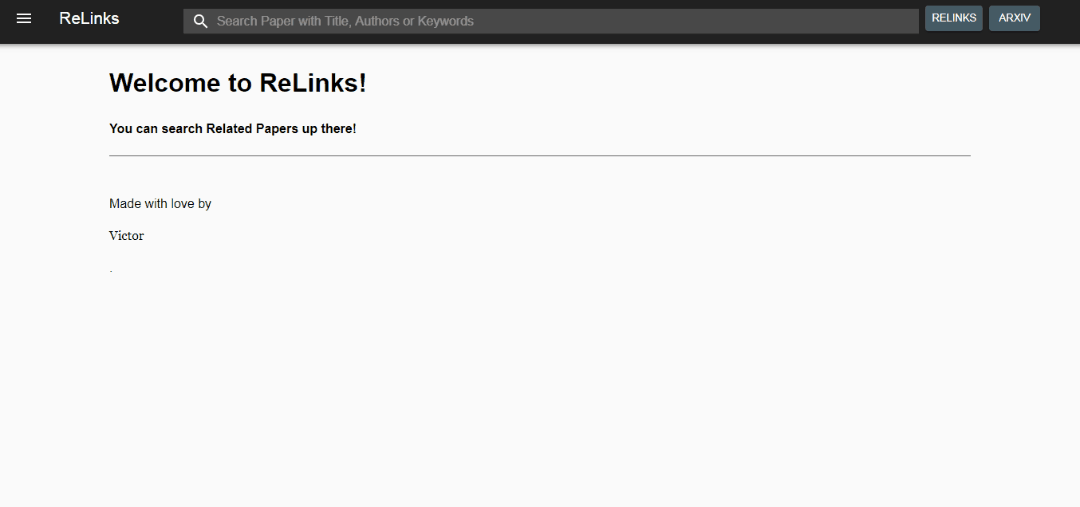 ReLinks
Search Paper with Title, Authors or Keywords
RELINKS
ARXIV
Welcome to ReLinks!
You can search Related Papers up there!
Made with love by
Victor
.